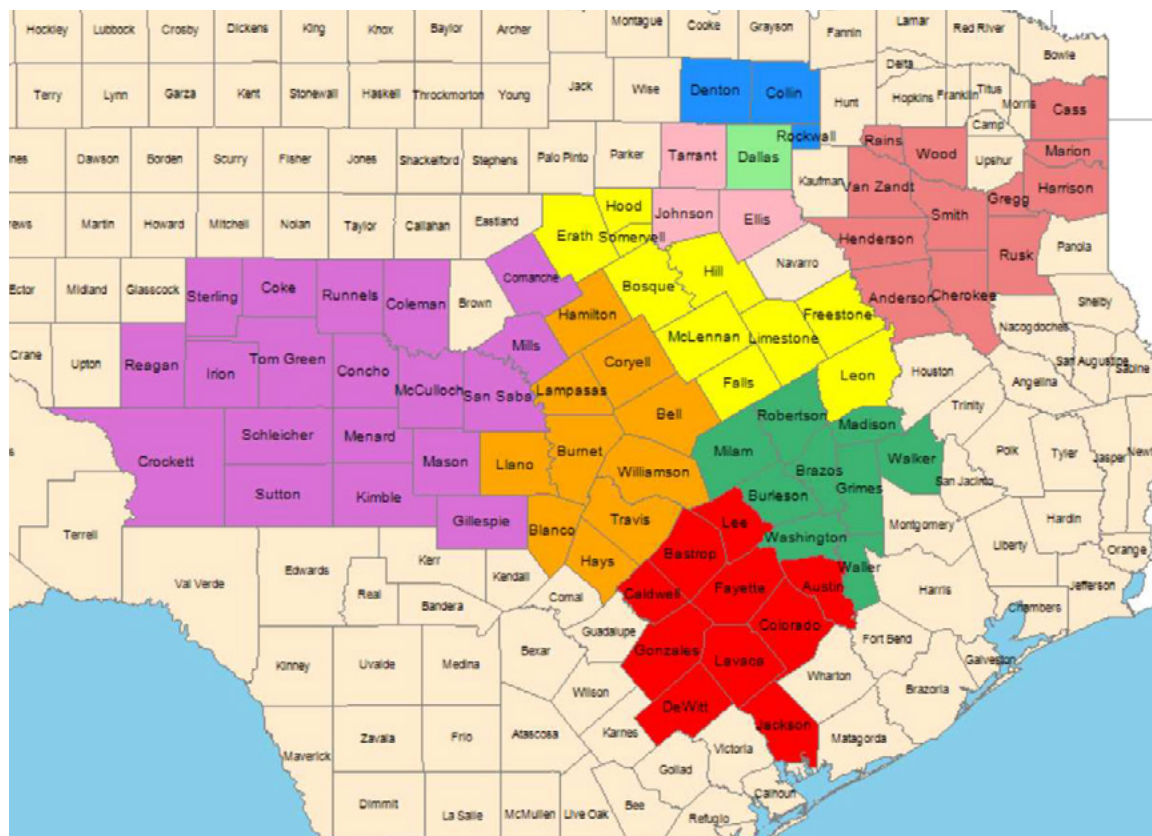 Montague Cooke Grayson Fannin Lamar Red River
Hockley Lubbock Crosby Dickens King Knox Baylor Archer Bowie
Delta
Terry Lynn Garza Kent Stonewall Haskell Throckmorton Young Jack Wise Denton Collin Hunt Hopkins Franklin Titus Morris Cass
Camp
Rockwall
Dawson Borden Scurry Fisher Jones Shackelford Stephens Palo Pinto Parker Tarrant Dallas Rains Wood Upshur Marion
Kaufman Van Zandt Harrison
Gregg
Martin Howard Mitchell Nolan Taylor Callahan Eastland Hood Johnson Ellis Smith
Erath Somervell Henderson Rusk Panola
Ector Midland Glasscock Sterling Coke Runnels Coleman Brown Comanche Bosque Hill Navarro
Hamilton Freestone Anderson Cherokee Shelby
Nacogdoches
Crane Upton Reagan Irion Tom Green Concho McCulloch Mills San Saba Lampasas Coryell McLennan Limestone
Falls Leon Houston Angelina San Augustine Sabine
Bell Robertson Madison Trinity
Crockett Schleicher Menard Mason Llano Burnet Milam Brazos Walker Polk Tyler Jasper
Williamson Grimes San Jacinto
Sutton Kimble Gillespie Burleson
Travis Lee Washington Montgomery Hardin
Terrell Blanco Hays Bastrop Liberty Orange
Val Verde Edwards Kerr Kendall Waller
Real Comal Caldwell Fayette Austin Harris Jefferson
Bandera Chambers
Guadalupe Colorado Fort Bend
Kinney Uvalde Medina Bexar Gonzales Lavaca Galveston
Wharton
Wilson Brazoria
DeWitt Jackson
Maverick Zavala Frio Atascosa Karnes Victoria Matagorda
Goliad
Calhoun
Dimmit La Salle McMullen Live Oak Bee Refugio